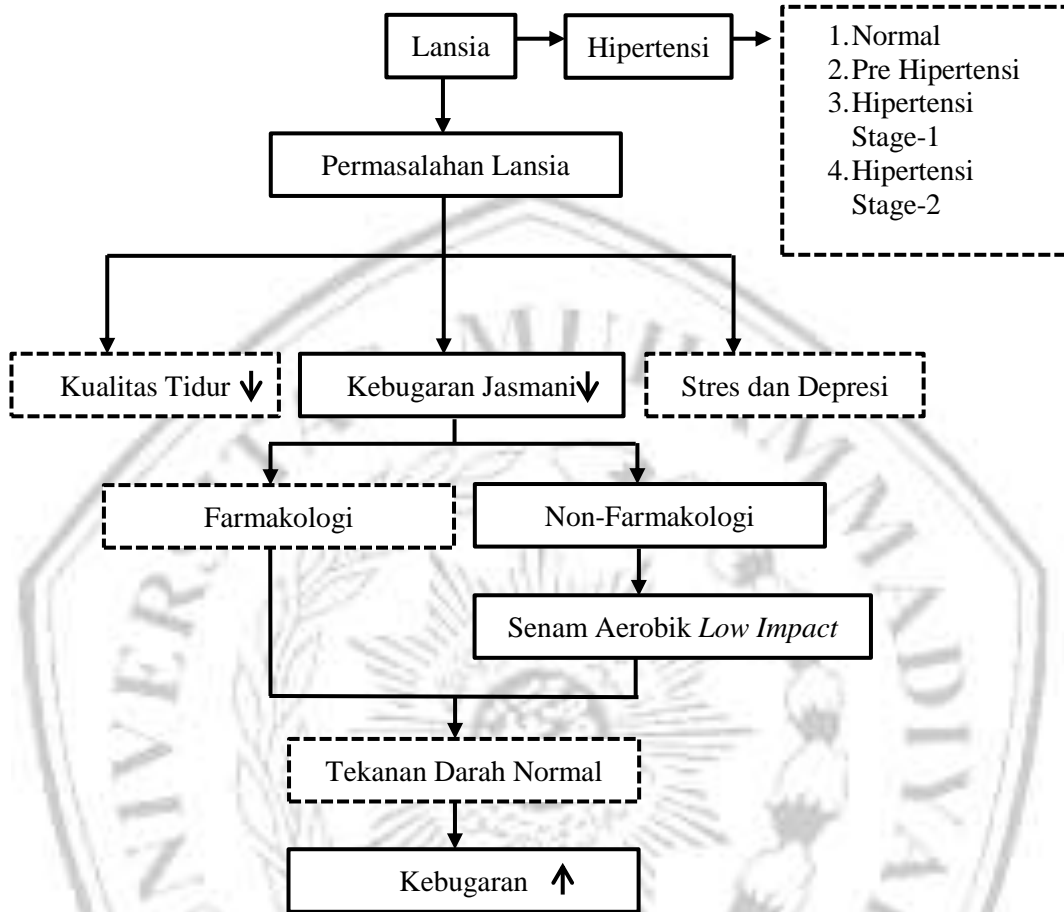 Lansia
Hipertensi
1. Normal
2. Pre Hipertensi
3. Hipertensi
Stage-1
4. Hipertensi
Stage-2
Permasalahan Lansia
Kualitas Tidur ↓
Kebugaran Jasmani ↓
Stres dan Depresi
Farmakologi
Non-Farmakologi
Senam Aerobik Low Impact
Tekanan Darah Normal
Kebugaran ↑